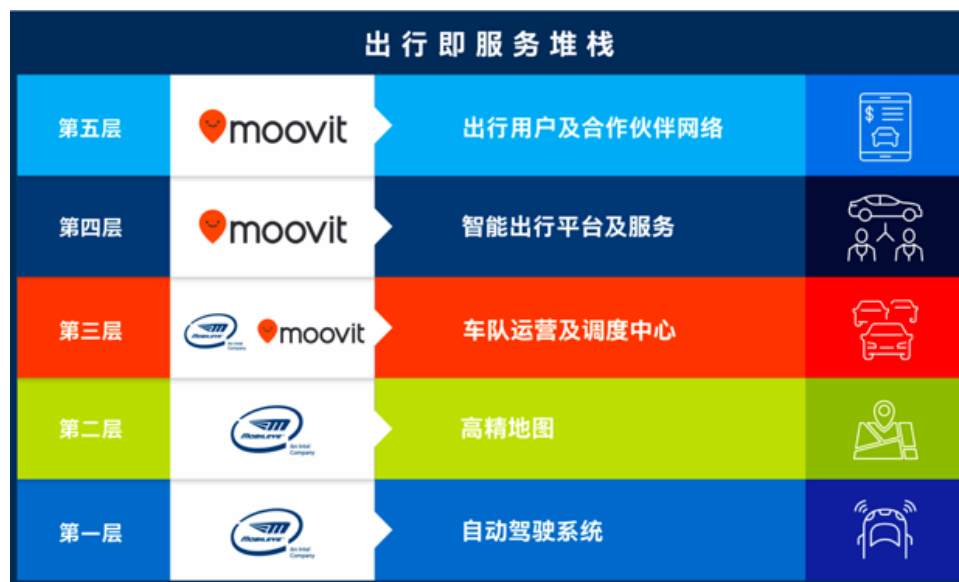 出行即服务堆栈
第五层 moovit 出行用户及合作伙伴网络 $
第四层 moovit 智能出行平台及服务
第三层 MOBILEYE An Intel Company moovit 车队运营及调度中心
第二层 MOBILEYE An Intel Company 高精地图
第一层 MOBILEYE An Intel Company 自动驾驶系统